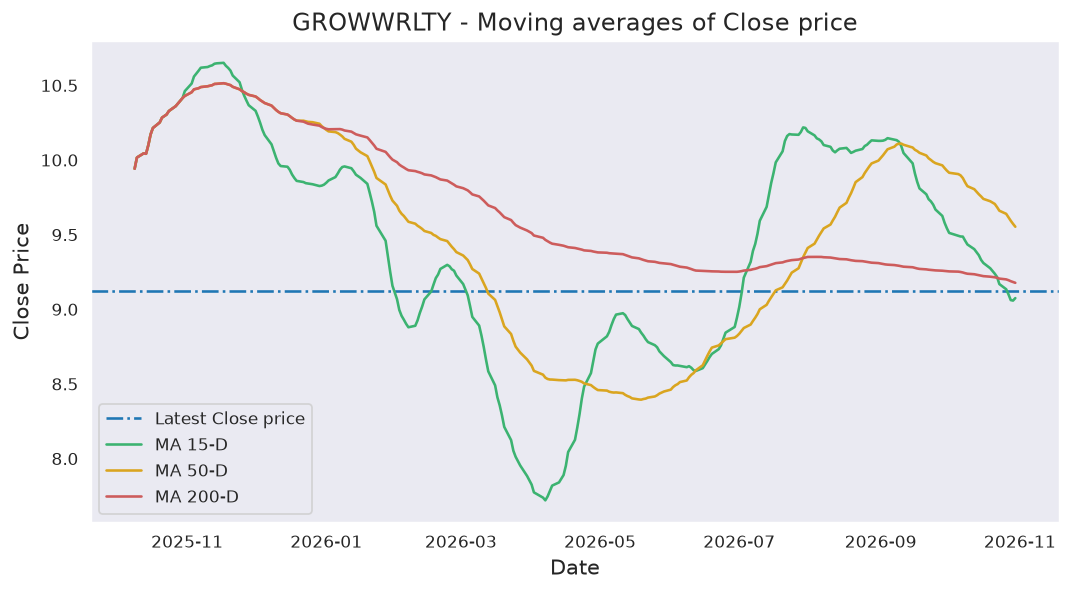 GROWWRLTY - Moving averages of Close price
Close Price
10.5
10.0
9.5
9.0
8.5
8.0
Latest Close price
MA 15-D
MA 50-D
MA 200-D
2025-11 2026-01 2026-03 2026-05 2026-07 2026-09 2026-11
Date